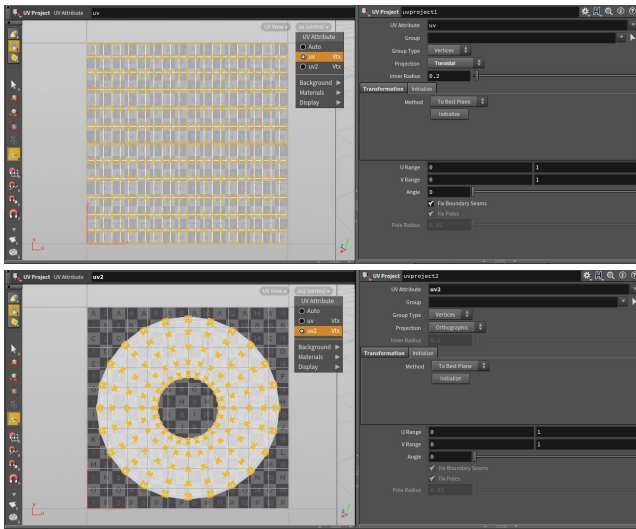 UV Project UV Attribute uv
UV View uv (vertex)
UV Attribute
Auto
uv Vtx
uv2 Vtx
Background
Materials
Display
UV Project uvproject1
UV Attribute uv
Group
Group Type Vertices
Projection Toroidal
Inner Radius 0.2
Transformation Initialize
Method To Best Plane
Initialize
U Range 0 1
V Range 0 1
Angle 0
Fix Boundary Seams
Fix Poles
Pole Radius
UV Project UV Attribute uv2
UV View uv2 (vertex)
UV Attribute
Auto
uv Vtx
uv2 Vtx
Background
Materials
Display
UV Project uvproject2
UV Attribute uv2
Group
Group Type Vertices
Projection Orthographic
Inner Radius
Transformation Initialize
Method To Best Plane
Initialize
U Range 0 1
V Range 0 1
Angle 0
Fix Boundary Seams
Fix Poles
Pole Radius